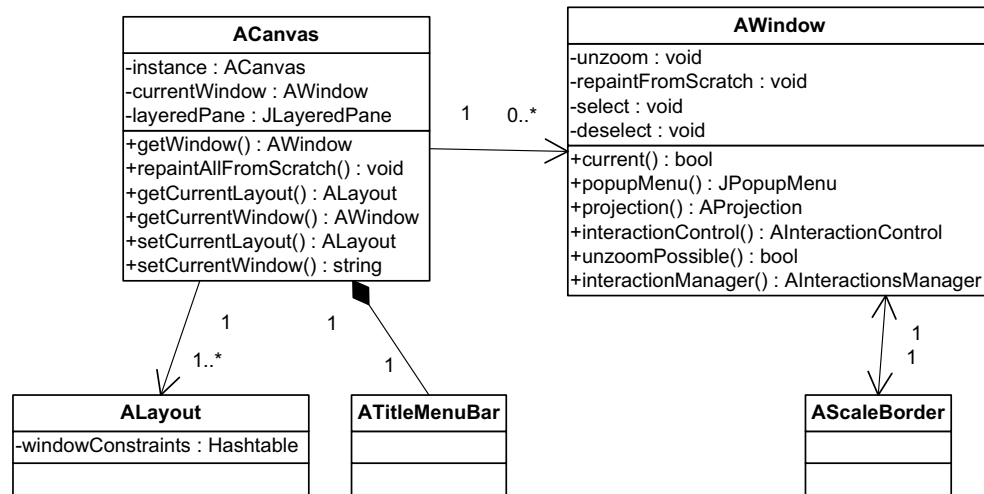 ACanvas
-instance : ACanvas
-currentWindow : AWindow
-layeredPane : JLayeredPane
+getWindow() : AWindow
+repaintAllFromScratch() : void
+getCurrentLayout() : ALayout
+getCurrentWindow() : AWindow
+setCurrentLayout() : ALayout
+setCurrentWindow() : string
1
0..*
AWindow
-unzoom : void
-repaintFromScratch : void
-select : void
-deselect : void
+current() : bool
+popupMenu() : JPopupMenu
+projection() : AProjection
+interactionControl() : AInteractionControl
+unzoomPossible() : bool
+interactionManager() : AInteractionsManager
1
1..*
1
1
1
1
ALayout
-windowConstraints : Hashtable
ATitleMenuBar
AScaleBorder